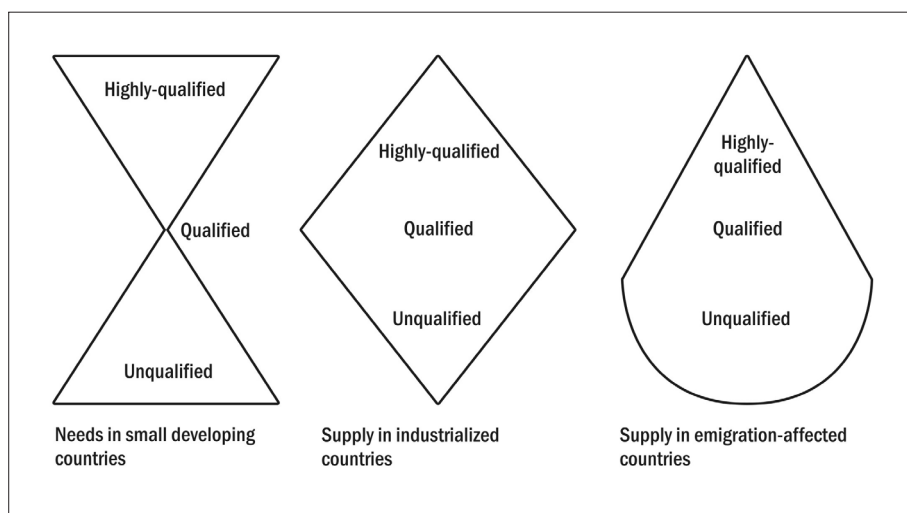 Highly-qualified
Qualified
Unqualified
Needs in small developing
countries
Highly-qualified
Qualified
Unqualified
Supply in industrialized
countries
Highly-
qualified
Qualified
Unqualified
Supply in emigration-affected
countries